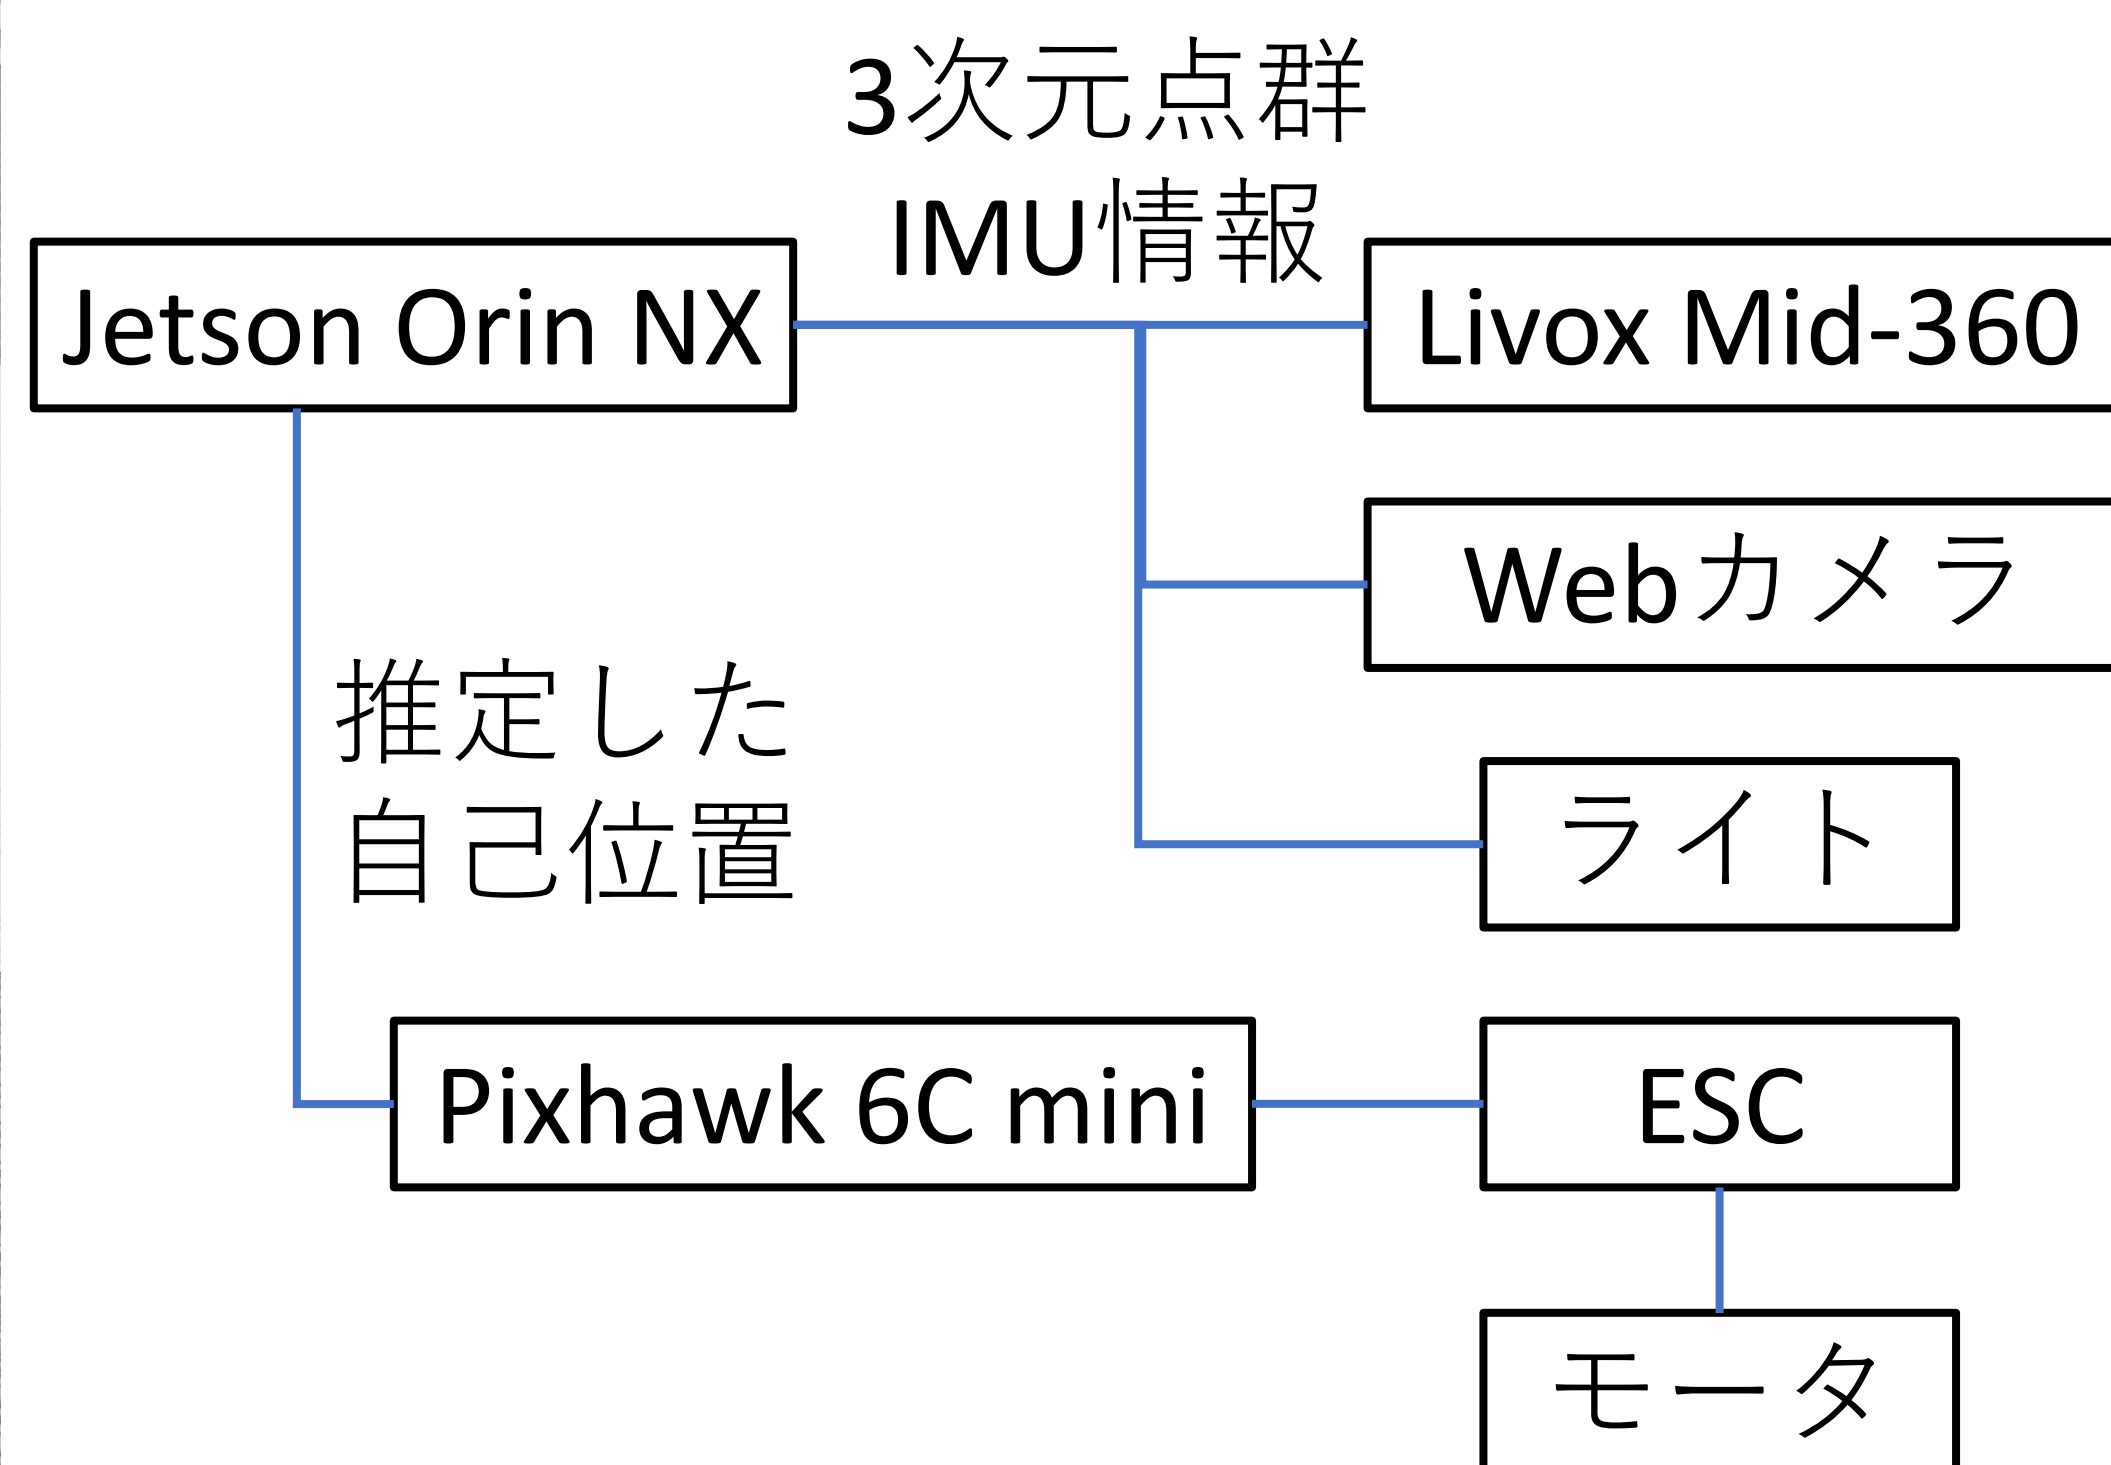 3次元点群
IMU情報
Jetson Orin NX
Livox Mid-360
Webカメラ
推定した
自己位置
ライト
Pixhawk 6C mini
ESC
モータ